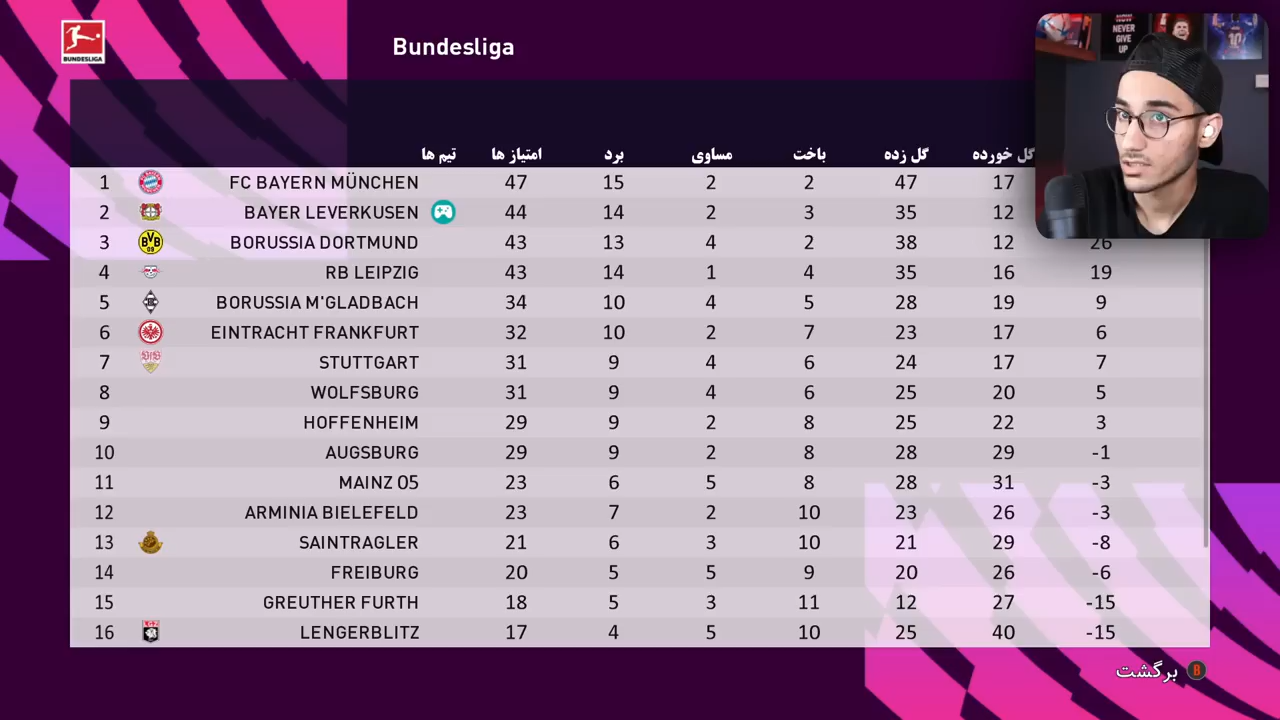 BUNDESLIGA
Bundesliga
NEVER
GIVE
UP
10
تیم ها امتیاز ها برد مساوی باخت گل زده گل خورده
1 FC BAYERN MÜNCHEN 47 15 2 2 47 17
2 BAYER LEVERKUSEN 44 14 2 3 35 12
3 BVB 09 BORUSSIA DORTMUND 43 13 4 2 38 12 26
4 RB LEIPZIG 43 14 1 4 35 16 19
5 BORUSSIA M'GLADBACH 34 10 4 5 28 19 9
6 EINTRACHT FRANKFURT 32 10 2 7 23 17 6
7 STUTTGART 31 9 4 6 24 17 7
8 WOLFSBURG 31 9 4 6 25 20 5
9 HOFFENHEIM 29 9 2 8 25 22 3
10 AUGSBURG 29 9 2 8 28 29 -1
11 MAINZ 05 23 6 5 8 28 31 -3
12 ARMINIA BIELEFELD 23 7 2 10 23 26 -3
13 SAINTRAGLER 21 6 3 10 21 29 -8
14 FREIBURG 20 5 5 9 20 26 -6
15 GREUTHER FURTH 18 5 3 11 12 27 -15
16 LENGERBLITZ 17 4 5 10 25 40 -15
برگشت B